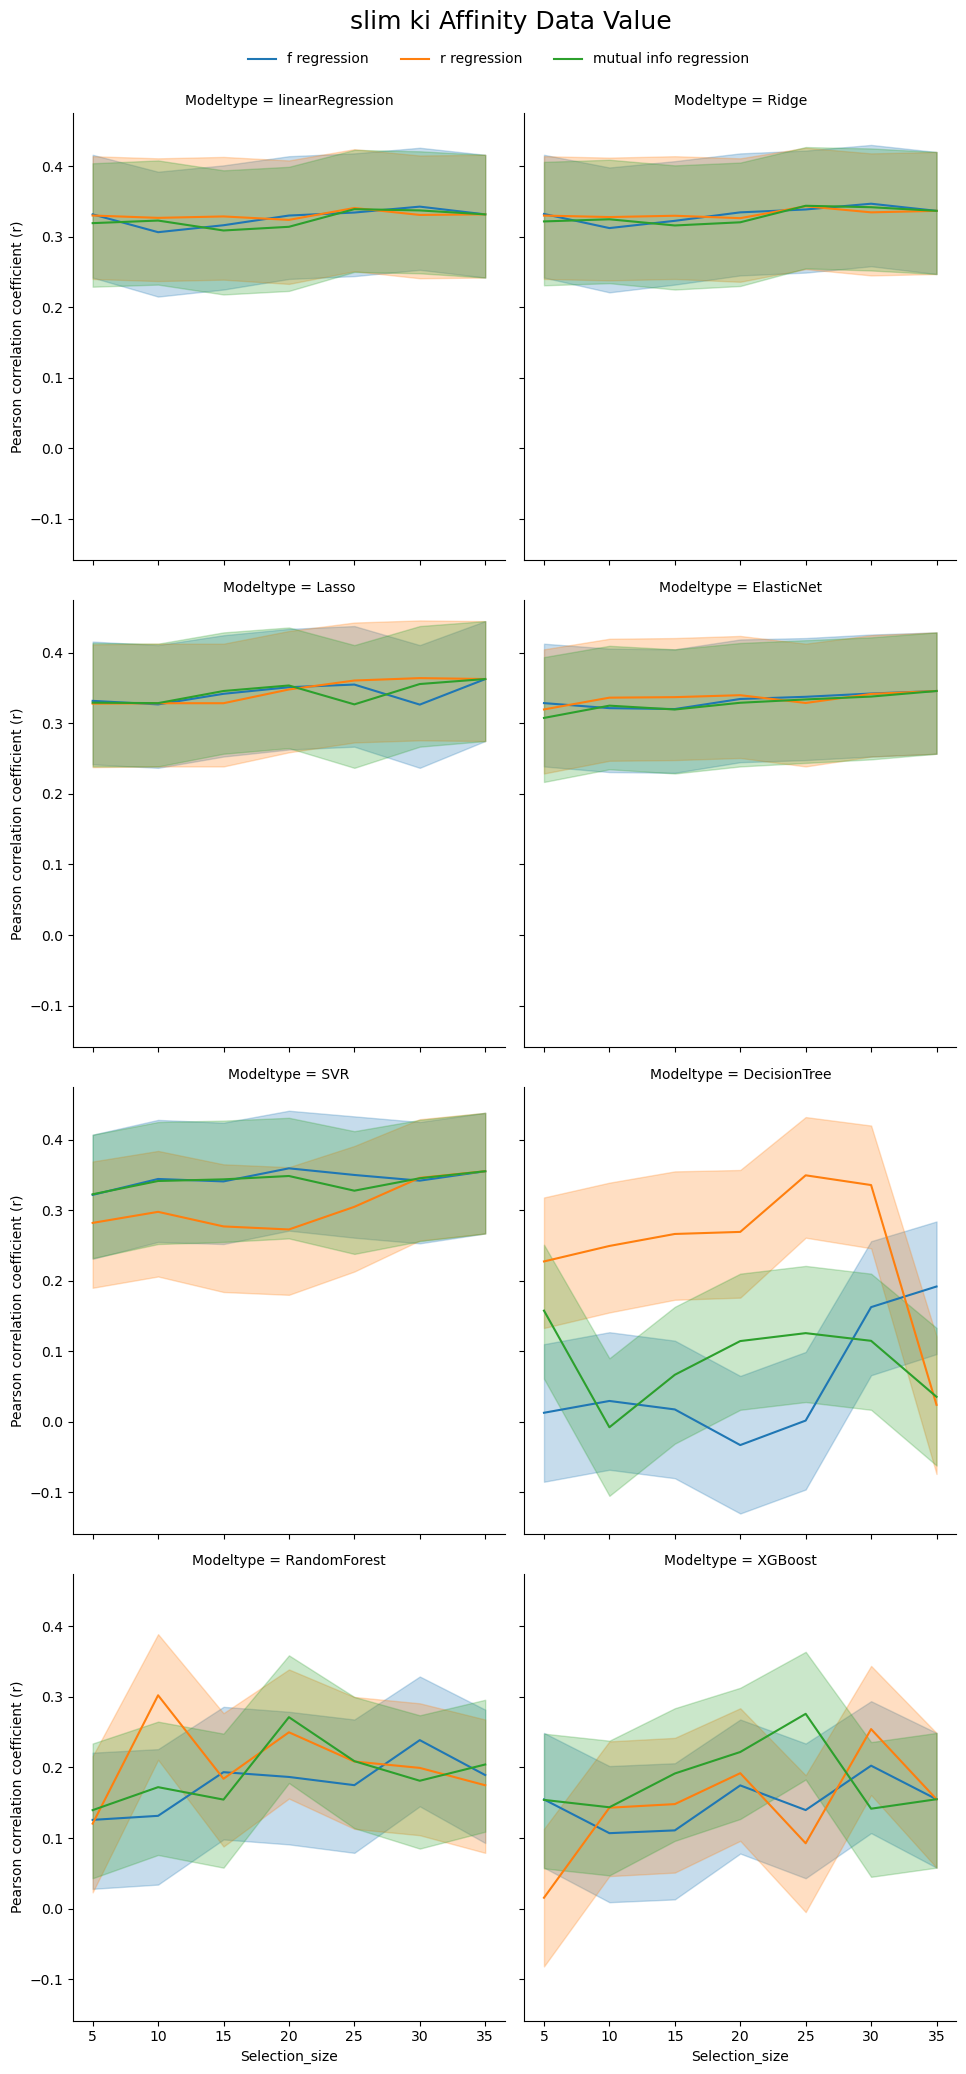 slim ki Affinity Data Value
f regression r regression mutual info regression
Modeltype = linearRegression
Modeltype = Ridge
0.4
0.3
0.2
0.1
0.0
−0.1
Pearson correlation coefficient (r)
Modeltype = Lasso
Modeltype = ElasticNet
0.4
0.3
0.2
0.1
0.0
−0.1
Pearson correlation coefficient (r)
Modeltype = SVR
Modeltype = DecisionTree
0.4
0.3
0.2
0.1
0.0
−0.1
Pearson correlation coefficient (r)
Modeltype = RandomForest
Modeltype = XGBoost
0.4
0.3
0.2
0.1
0.0
−0.1
Pearson correlation coefficient (r)
5 10 15 20 25 30 35
Selection_size
5 10 15 20 25 30 35
Selection_size